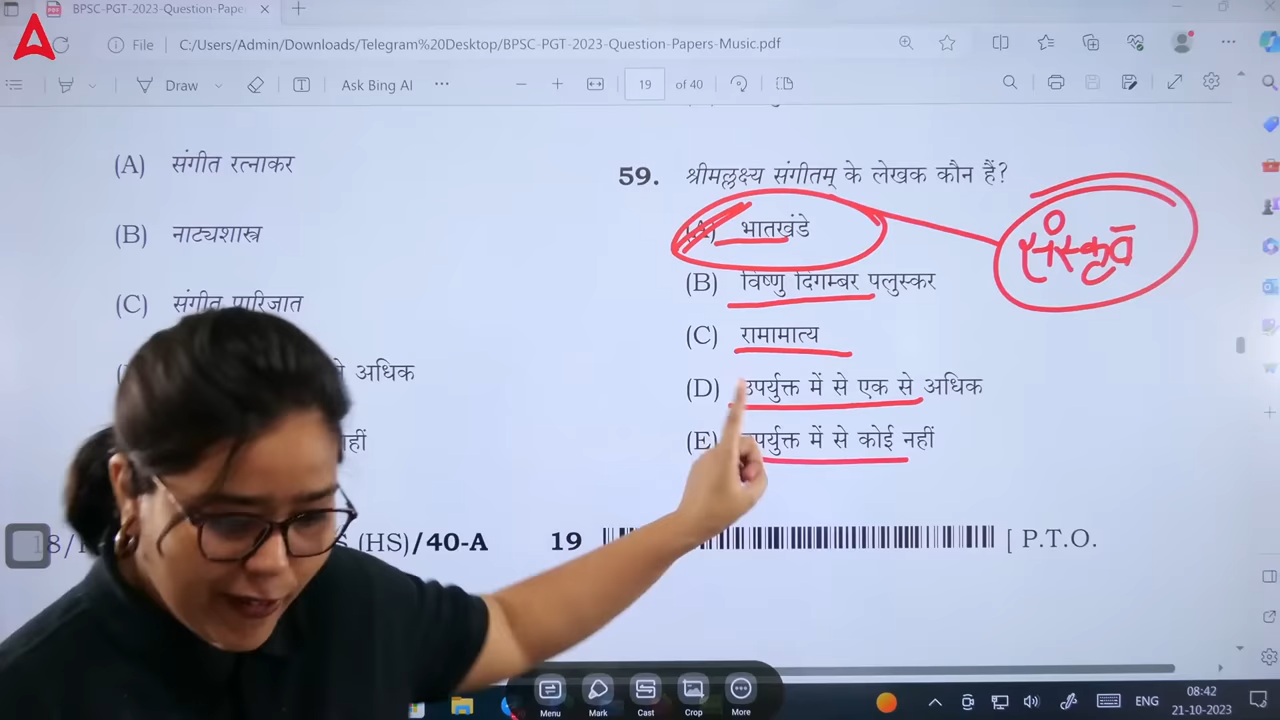 BPSC-PGT-2023-Question-Pape
File C:/Users/Admin/Downloads/Telegram%20Desktop/BPSC-PGT-2023-Question-Papers-Music.pdf
Draw Ask Bing AI 19 of 40
(A) संगीत रत्नाकर
(B) नाट्यशास्त्र
(C) संगीत पारिजात
अधिक
नहीं
59. श्रीमल्लक्ष्य संगीतम् के लेखक कौन हैं?
(A) भातखंडे
संस्कृत
(B) विष्णु दिगम्बर पलुस्कर
(C) रामामात्य
(D) उपर्युक्त में से एक से अधिक
(E) उपर्युक्त में से कोई नहीं
18/ (HS)/40-A 19 [ P.T.O.
Menu Mark Cast Crop More
ENG 08:42
21-10-2023